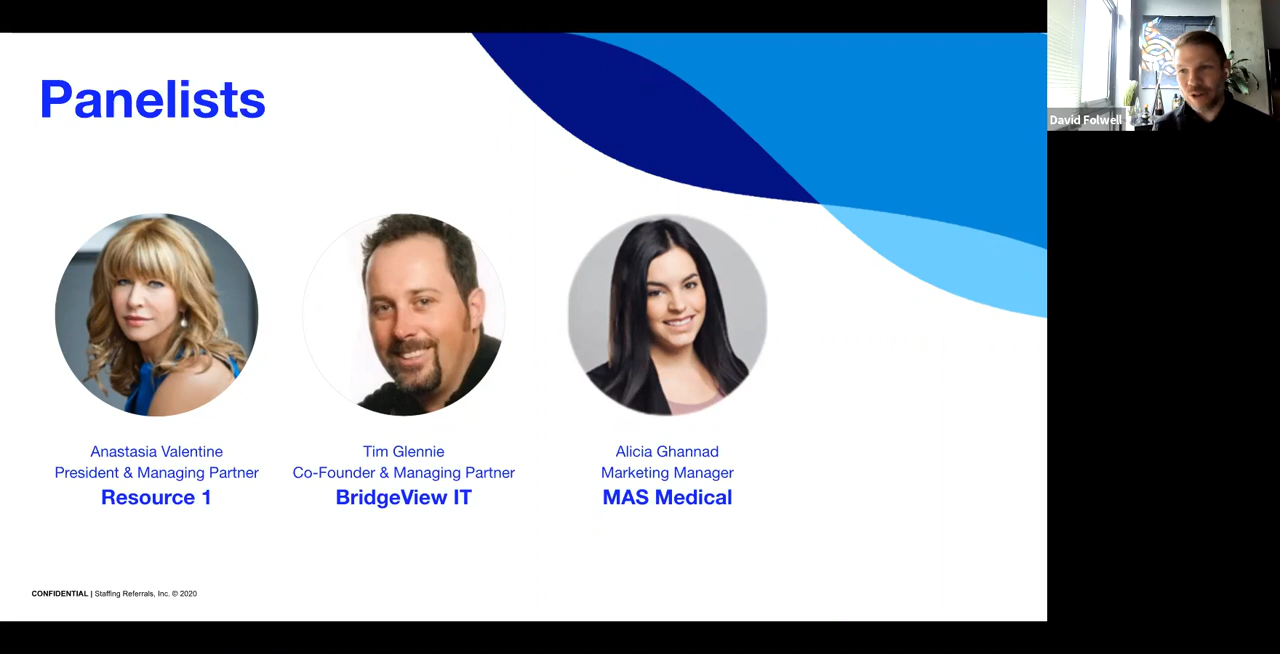 Panelists
David Folwell
Anastasia Valentine
President & Managing Partner
Resource 1
Tim Glennie
Co-Founder & Managing Partner
BridgeView IT
Alicia Ghannad
Marketing Manager
MAS Medical
CONFIDENTIAL | Staffing Referrals, Inc. © 2020